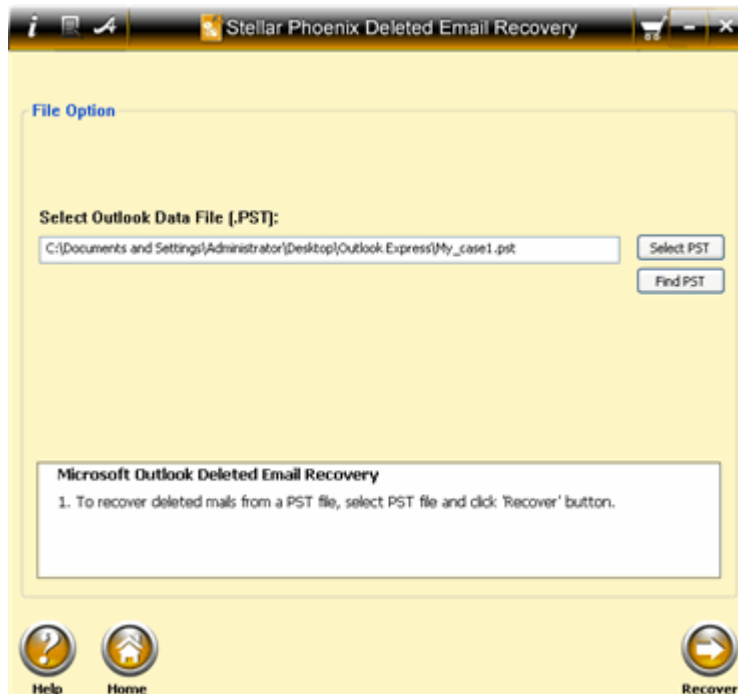 Stellar Phoenix Deleted Email Recovery
File Option
Select Outlook Data File (.PST):
C:\Documents and Settings\Administrator\Desktop\Outlook Express\My_case1.pst
Select PST
Find PST
Microsoft Outlook Deleted Email Recovery
1. To recover deleted mails from a PST file, select PST file and click 'Recover' button.
Help
Home
Recover